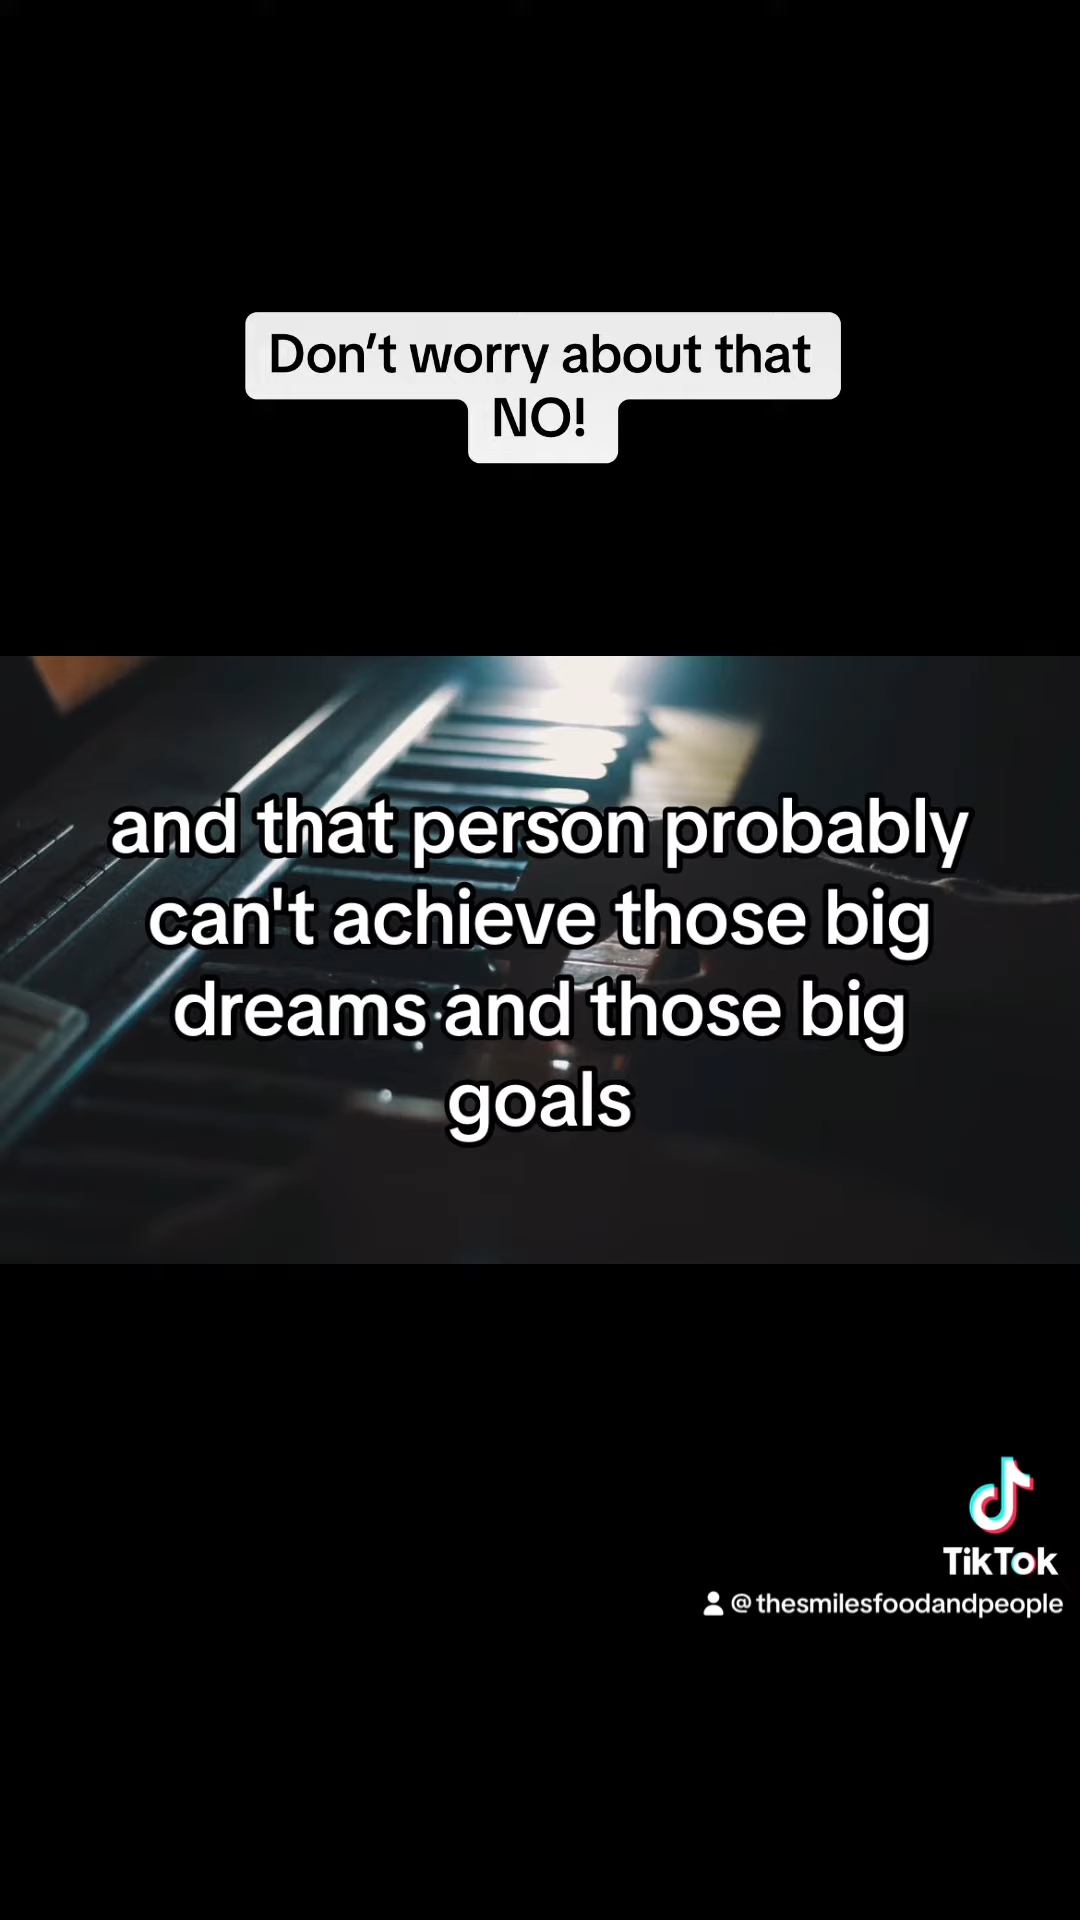 Don’t worry about that
NO!
and that person probably
can't achieve those big
dreams and those big
goals
TikTok
@thesmilesfoodandpeople